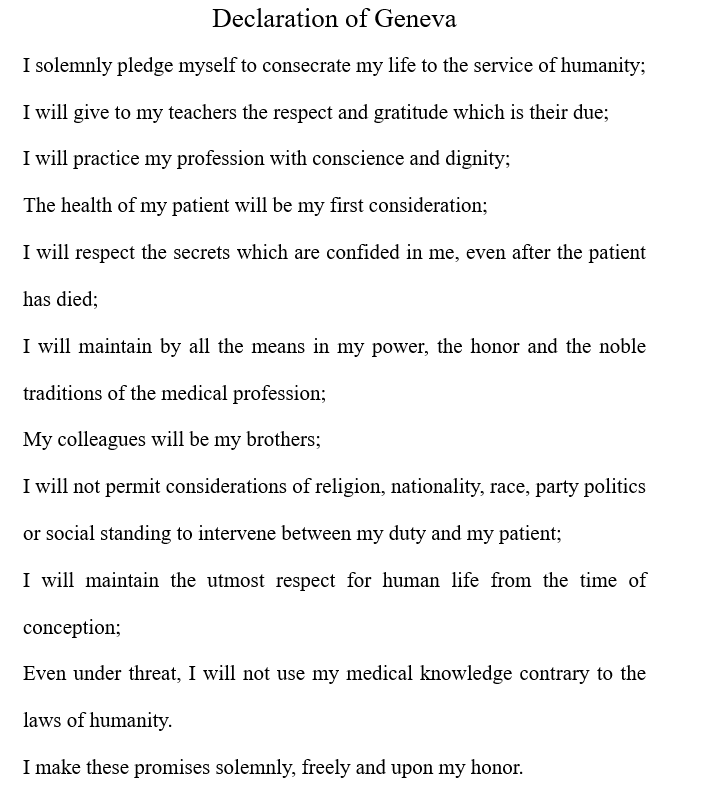 Declaration of Geneva
I solemnly pledge myself to consecrate my life to the service of humanity;
I will give to my teachers the respect and gratitude which is their due;
I will practice my profession with conscience and dignity;
The health of my patient will be my first consideration;
I will respect the secrets which are confided in me, even after the patient
has died;
I will maintain by all the means in my power, the honor and the noble
traditions of the medical profession;
My colleagues will be my brothers;
I will not permit considerations of religion, nationality, race, party politics
or social standing to intervene between my duty and my patient;
I will maintain the utmost respect for human life from the time of
conception;
Even under threat, I will not use my medical knowledge contrary to the
laws of humanity.
I make these promises solemnly, freely and upon my honor.